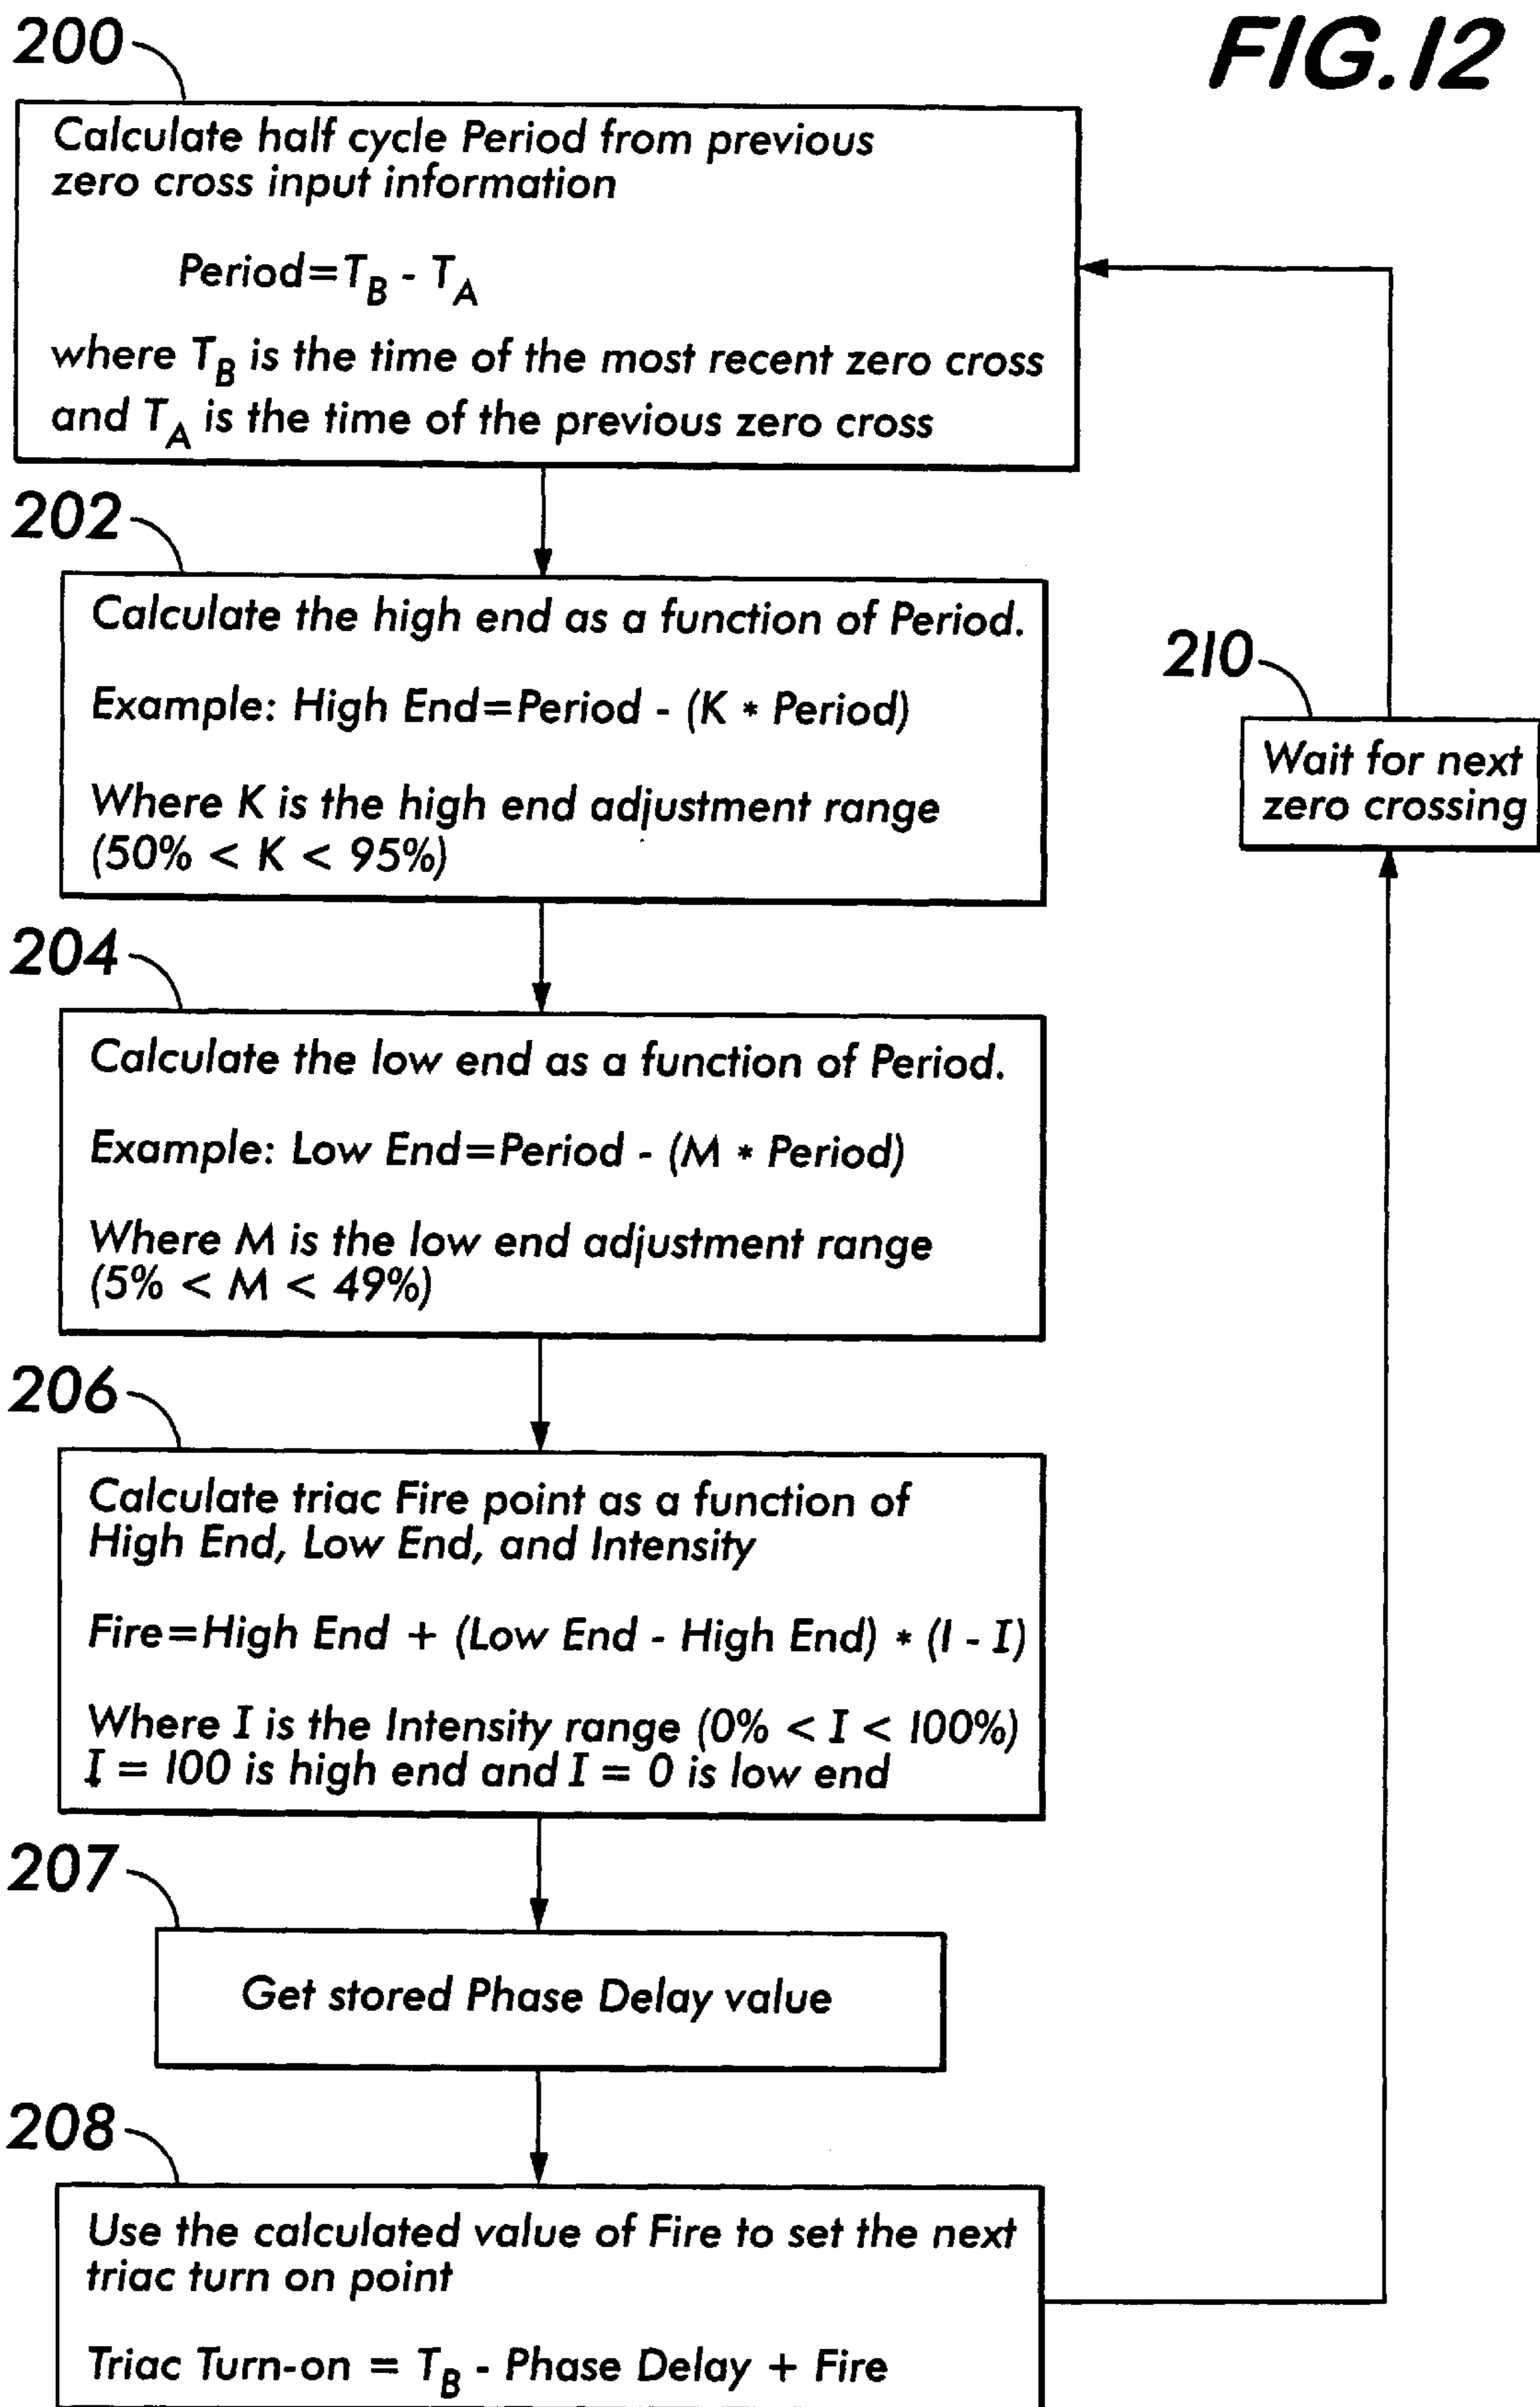 FIG.12
200
Calculate half cycle Period from previous
zero cross input information
Period=TB - TA
where TB is the time of the most recent zero cross
and TA is the time of the previous zero cross
202
Calculate the high end as a function of Period.
Example: High End=Period - (K * Period)
Where K is the high end adjustment range
(50% < K < 95%)
204
Calculate the low end as a function of Period.
Example: Low End=Period - (M * Period)
Where M is the low end adjustment range
(5% < M < 49%)
206
Calculate triac Fire point as a function of
High End, Low End, and Intensity
Fire=High End + (Low End - High End) * (1 - I)
Where I is the Intensity range (0% < I < 100%)
I = 100 is high end and I = 0 is low end
207
Get stored Phase Delay value
208
Use the calculated value of Fire to set the next
triac turn on point
Triac Turn-on = TB - Phase Delay + Fire
210
Wait for next
zero crossing